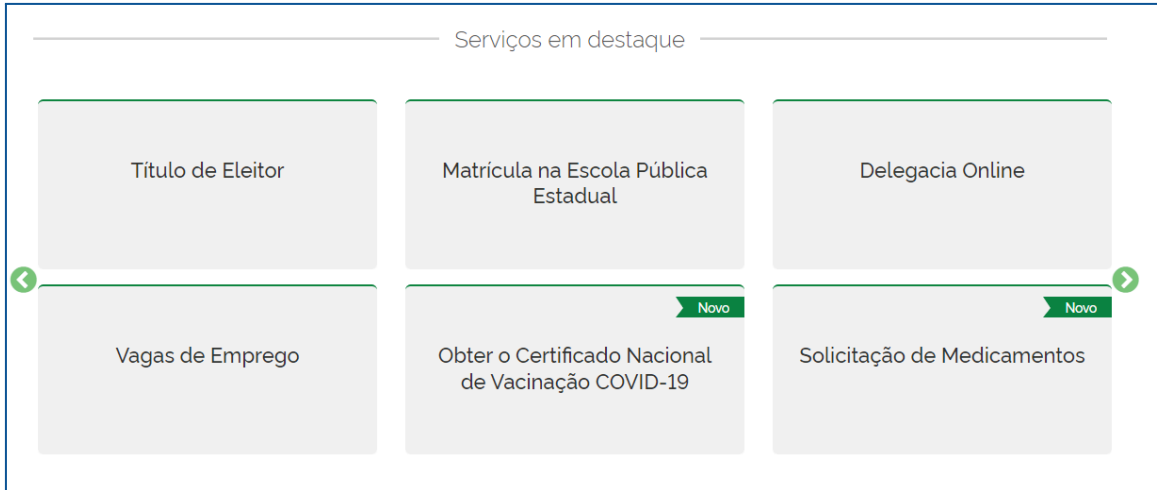 Serviços em destaque
Título de Eleitor
Matrícula na Escola Pública
Estadual
Delegacia Online
Vagas de Emprego
Novo
Obter o Certificado Nacional
de Vacinação COVID-19
Novo
Solicitação de Medicamentos